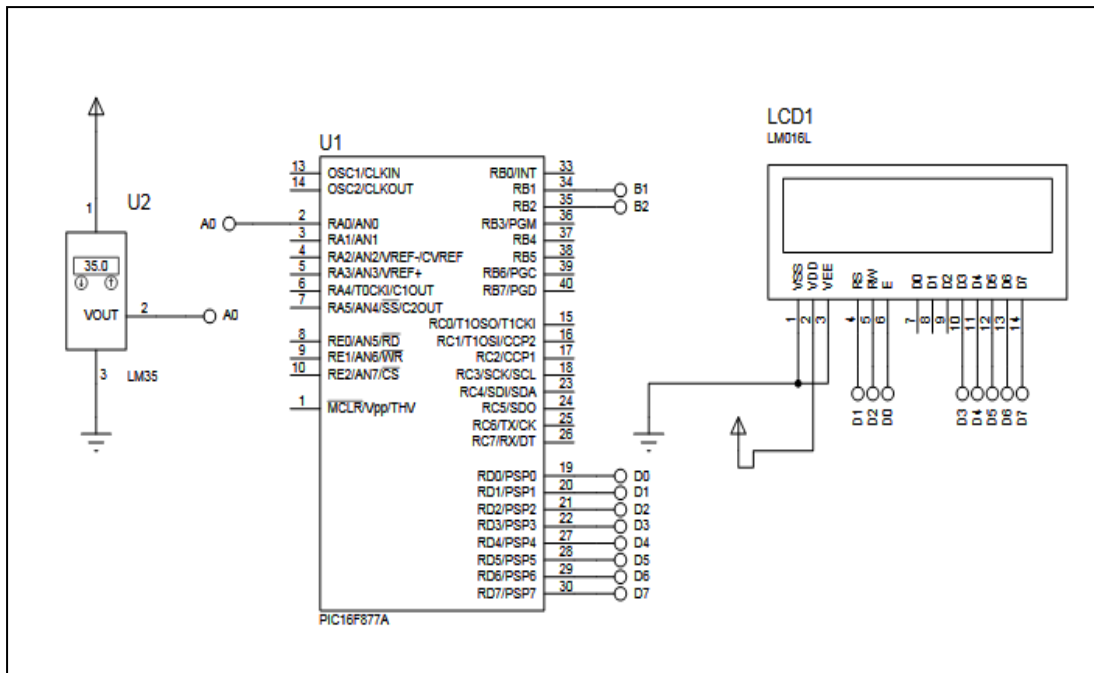 U2
1
35.0
VOUT
2
A0
3
LM35
U1
A0
13 OSC1/CLKIN
14 OSC2/CLKOUT
2 RA0/AN0
3 RA1/AN1
4 RA2/AN2/VREF-/CVREF
5 RA3/AN3/VREF+
6 RA4/T0CKI/C1OUT
7 RA5/AN4/SS/C2OUT
8 RE0/AN5/RD
9 RE1/AN6/WR
10 RE2/AN7/CS
1 MCLR/Vpp/THV
RB0/INT 33
RB1 34 B1
RB2 35 B2
RB3/PGM 36
RB4 37
RB5 38
RB6/PGC 39
RB7/PGD 40
RC0/T1OSO/T1CKI 15
RC1/T1OSI/CCP2 16
RC2/CCP1 17
RC3/SCK/SCL 18
RC4/SDI/SDA 23
RC5/SDO 24
RC6/TX/CK 25
RC7/RX/DT 26
RD0/PSP0 19 D0
RD1/PSP1 20 D1
RD2/PSP2 21 D2
RD3/PSP3 22 D3
RD4/PSP4 27 D4
RD5/PSP5 28 D5
RD6/PSP6 29 D6
RD7/PSP7 30 D7
PIC16F877A
LCD1
LM016L
VSS VDD VEE RS RW E D0 D1 D2 D3 D4 D5 D6 D7
1 2 3 4 5 6 7 8 9 10 11 12 13 14
D1 D2 D0 D3 D4 D5 D6 D7